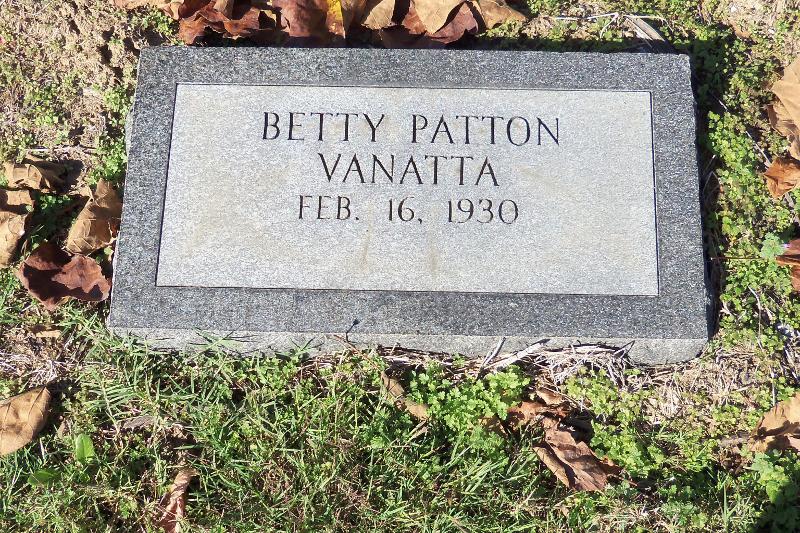 BETTY PATTON
VANATTA
FEB. 16, 1930